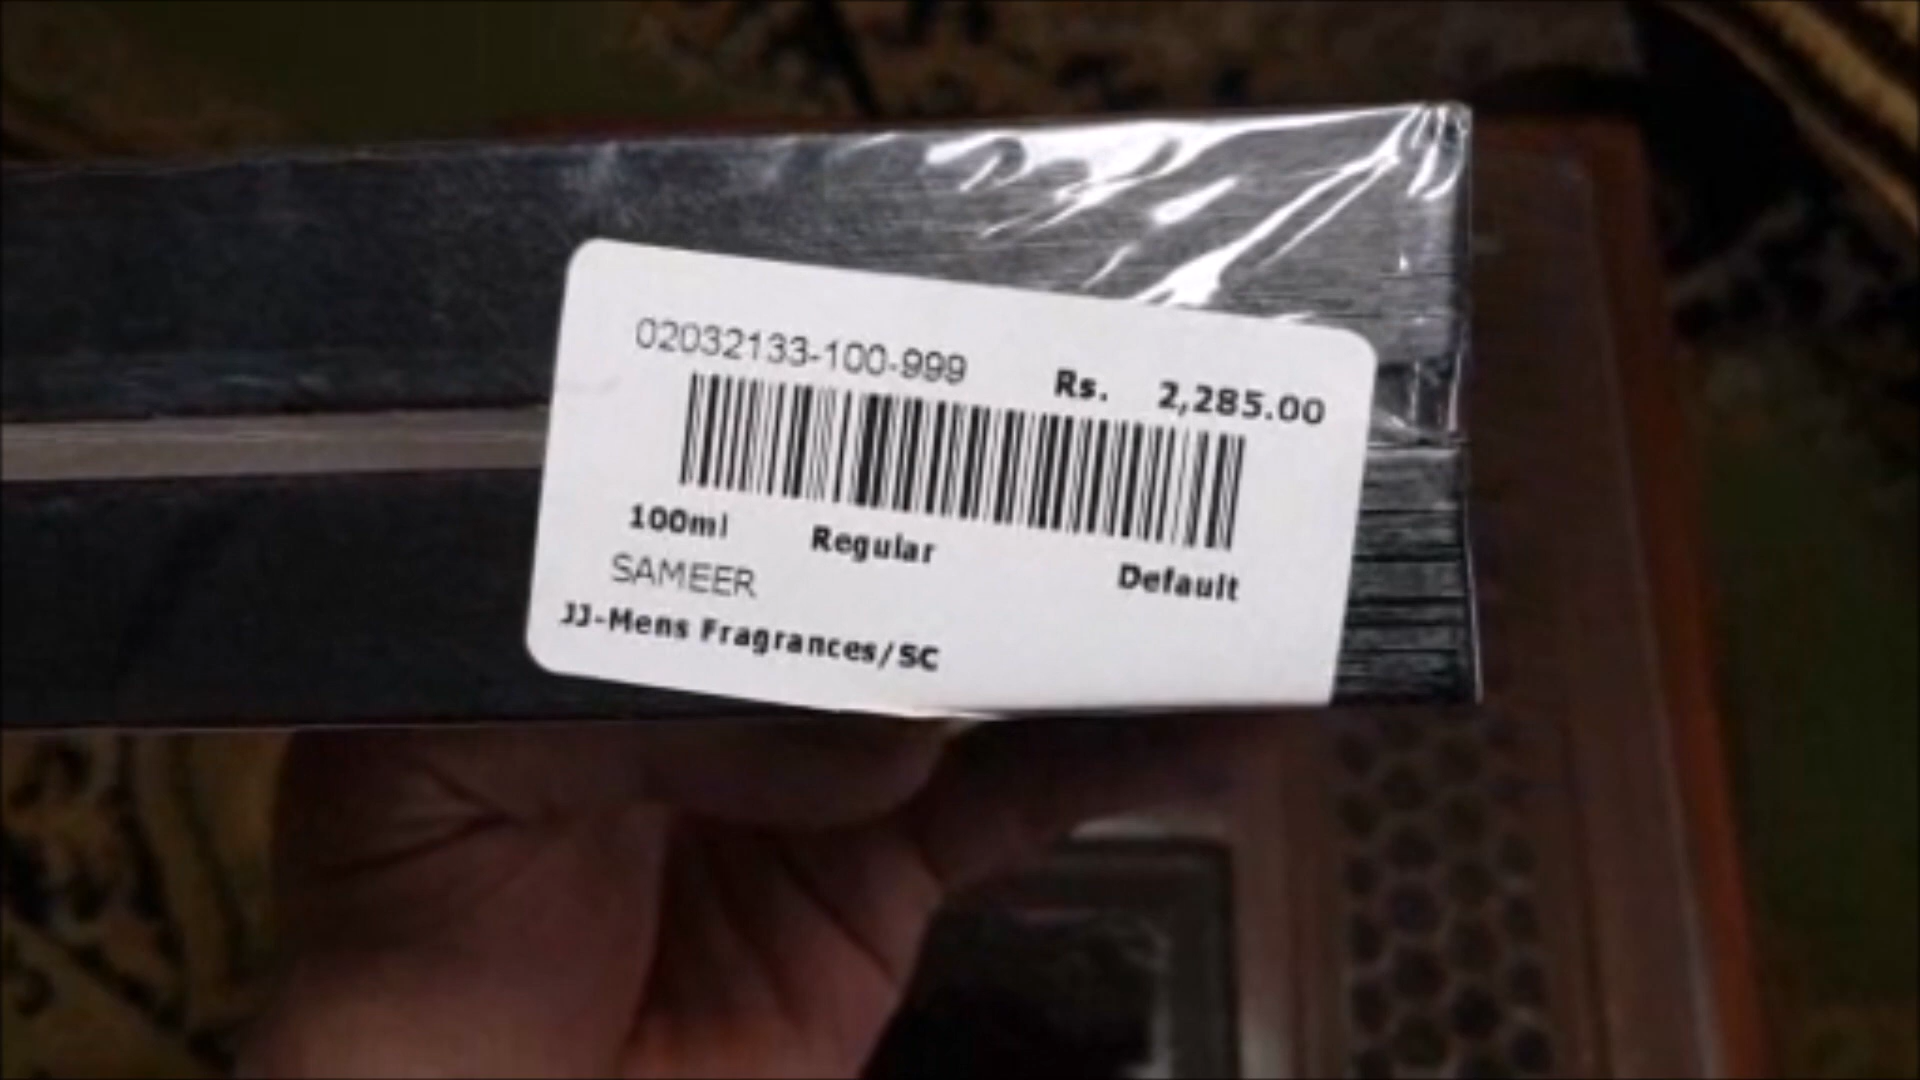 02032133-100-999 Rs. 2,285.00
100ml Regular Default
SAMEER
JJ-Mens Fragrances/SC